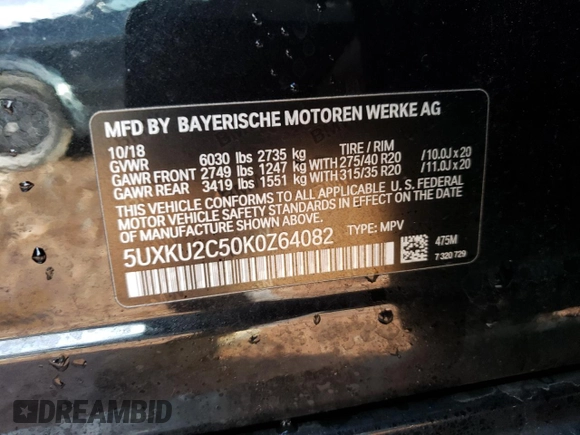 MFD BY BAYERISCHE MOTOREN WERKE AG
10/18 TIRE / RIM
GVWR 6030 lbs 2735 kg
GAWR FRONT 2749 lbs 1247 kg WITH 275/40 R20 /10.0J x 20
GAWR REAR 3419 lbs 1551 kg WITH 315/35 R20 /11.0J x 20
THIS VEHICLE CONFORMS TO ALL APPLICABLE U. S. FEDERAL
MOTOR VEHICLE SAFETY STANDARDS IN EFFECT ON THE DATE
OF MANUFACTURE SHOWN ABOVE.
5UXKU2C50K0Z64082 TYPE: MPV
475M
7 320 729
DREAMBID